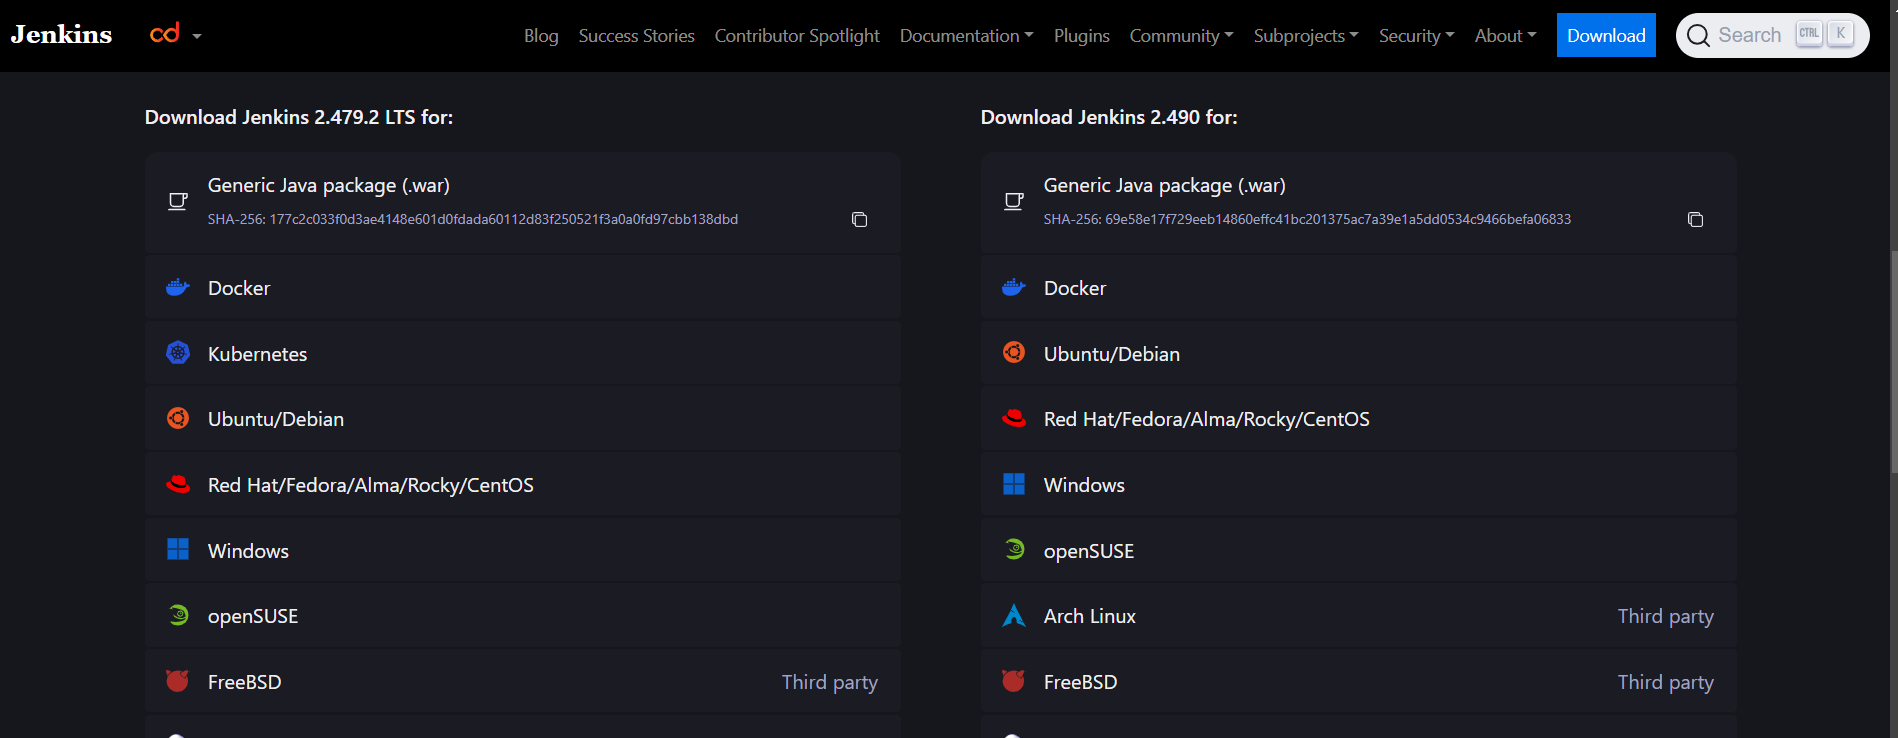 Jenkins
cd
Blog Success Stories Contributor Spotlight Documentation Plugins Community Subprojects Security About Download Search CTRL K
Download Jenkins 2.479.2 LTS for:
Generic Java package (.war)
SHA-256: 177c2c033f0d3ae4148e601d0fdada60112d83f250521f3a0a0fd97cbb138dbd
Docker
Kubernetes
Ubuntu/Debian
Red Hat/Fedora/Alma/Rocky/CentOS
Windows
openSUSE
FreeBSD Third party
Download Jenkins 2.490 for:
Generic Java package (.war)
SHA-256: 69e58e17f729eeb14860effc41bc201375ac7a39e1a5dd0534c9466befa06833
Docker
Ubuntu/Debian
Red Hat/Fedora/Alma/Rocky/CentOS
Windows
openSUSE
Arch Linux Third party
FreeBSD Third party